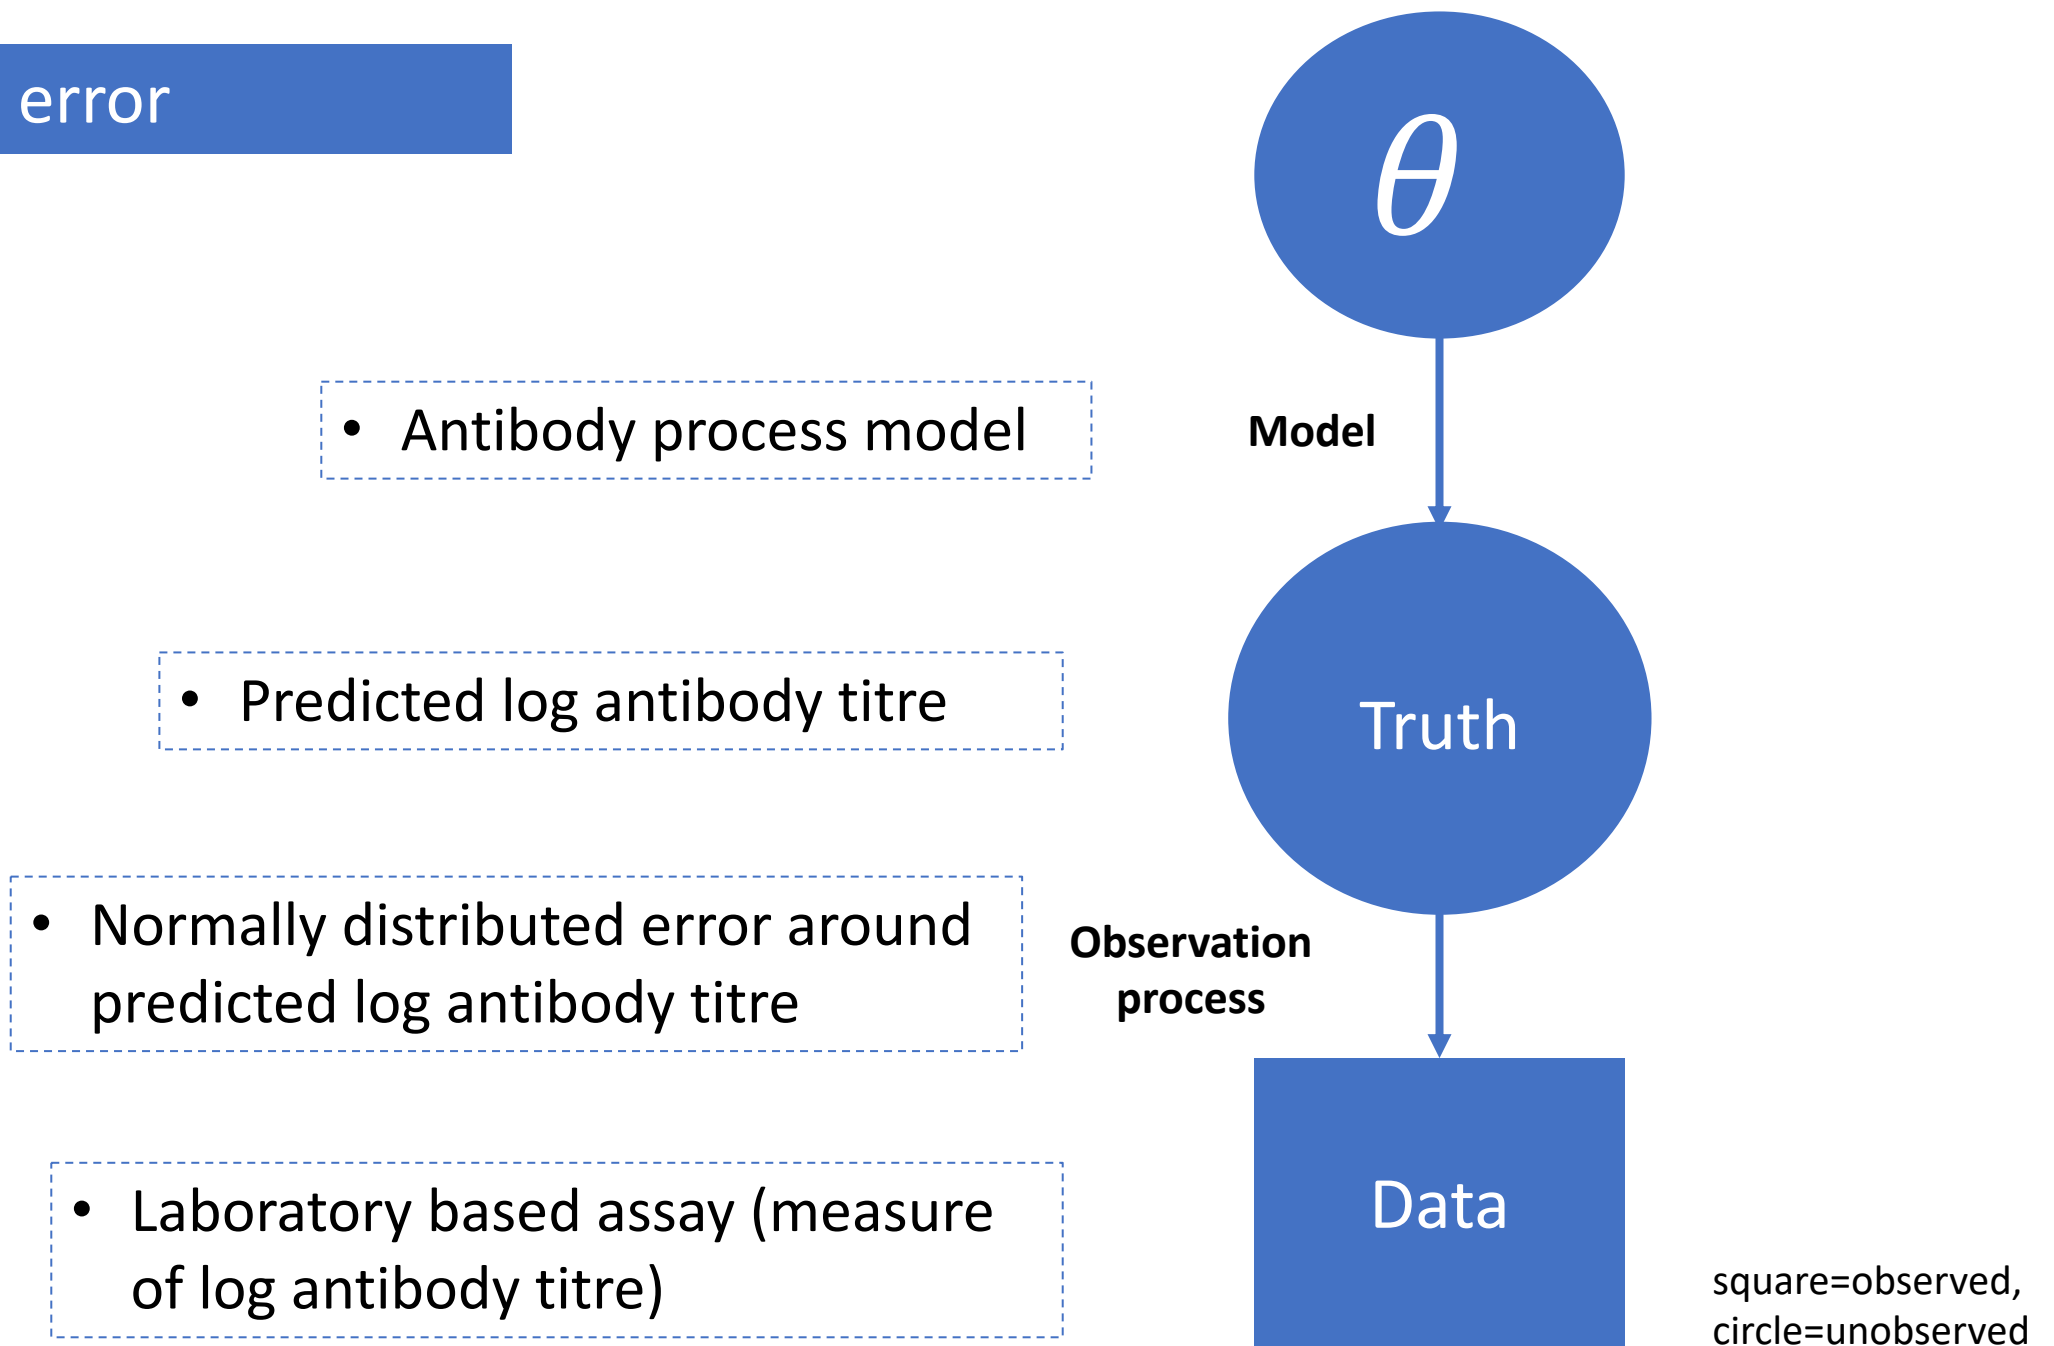 error
θ
• Antibody process model
Model
• Predicted log antibody titre
Truth
• Normally distributed error around
predicted log antibody titre
Observation
process
• Laboratory based assay (measure
of log antibody titre)
Data
square=observed,
circle=unobserved